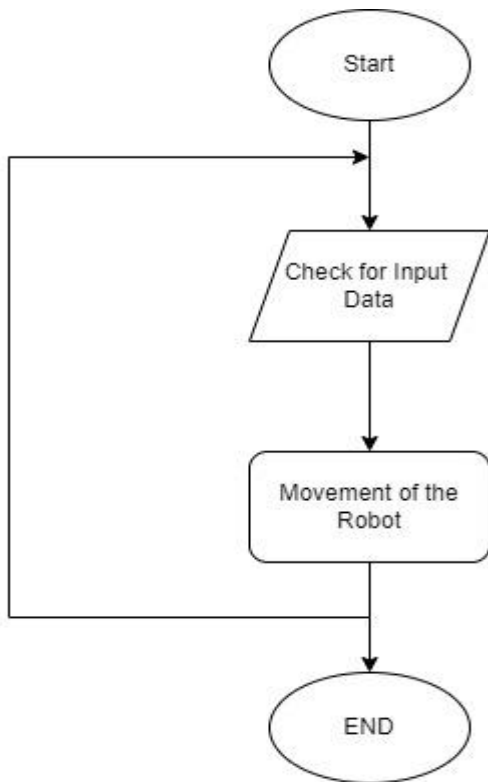 Start
Check for Input
Data
Movement of the
Robot
END